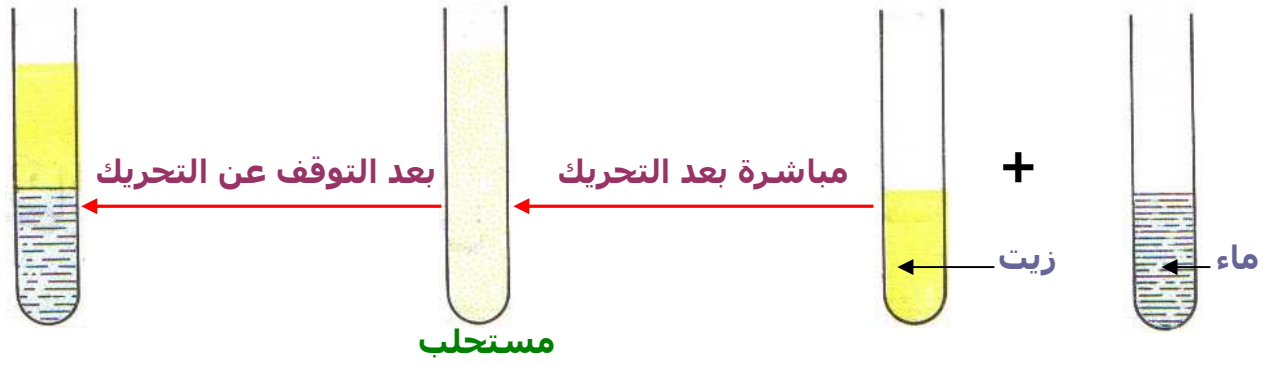 ماء
+
زيت
مباشرة بعد التحريك
مستحلب
بعد التوقف عن التحريك